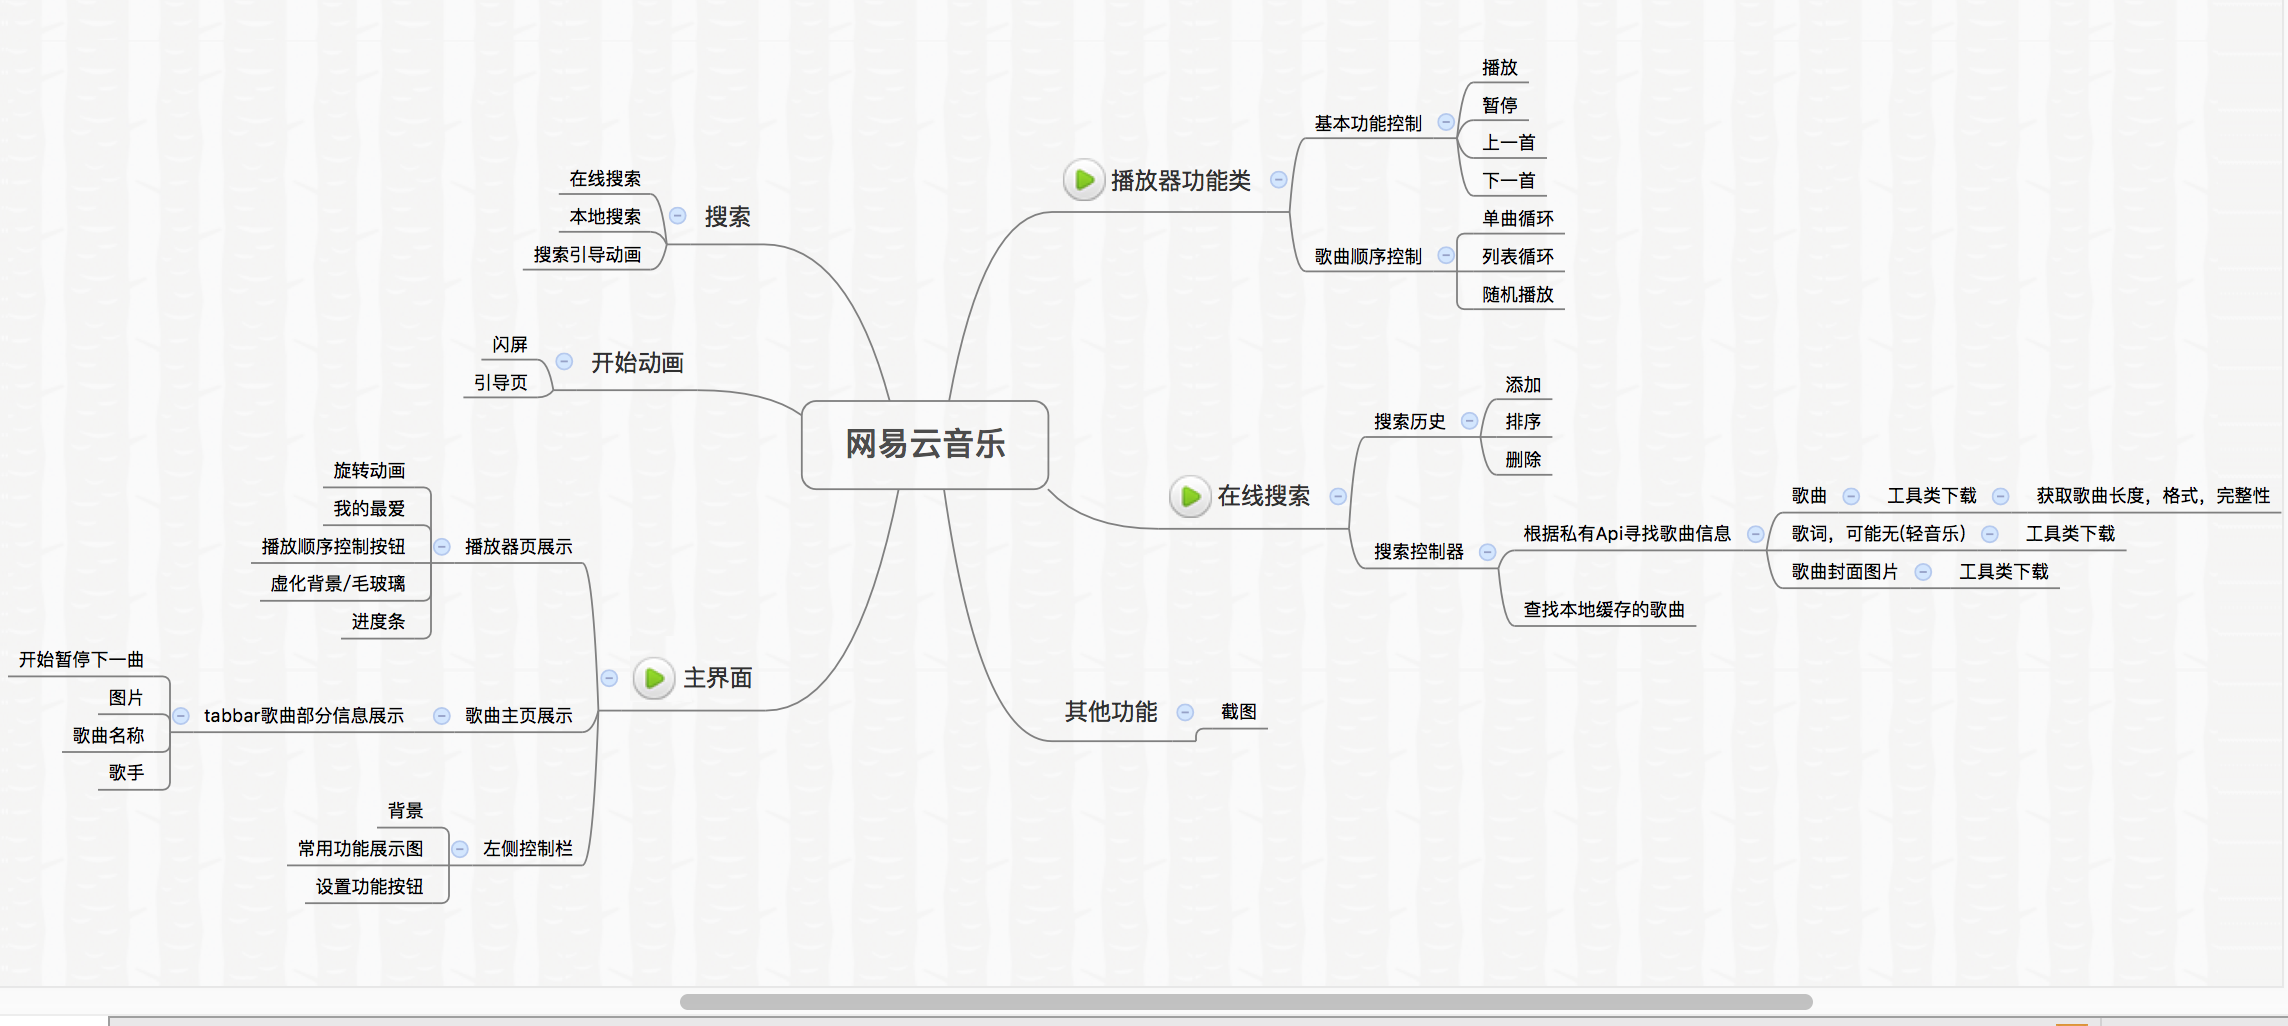 网易云音乐
播放器功能类
基本功能控制
播放
暂停
上一首
下一首
歌曲顺序控制
单曲循环
列表循环
随机播放
在线搜索
搜索历史
添加
排序
删除
搜索控制器
根据私有Api寻找歌曲信息
歌曲
工具类下载
获取歌曲长度，格式，完整性
歌词，可能无(轻音乐)
工具类下载
歌曲封面图片
工具类下载
查找本地缓存的歌曲
其他功能
截图
搜索
在线搜索
本地搜索
搜索引导动画
开始动画
闪屏
引导页
主界面
播放器页展示
旋转动画
我的最爱
播放顺序控制按钮
虚化背景/毛玻璃
进度条
歌曲主页展示
tabbar歌曲部分信息展示
开始暂停下一曲
图片
歌曲名称
歌手
左侧控制栏
背景
常用功能展示图
设置功能按钮